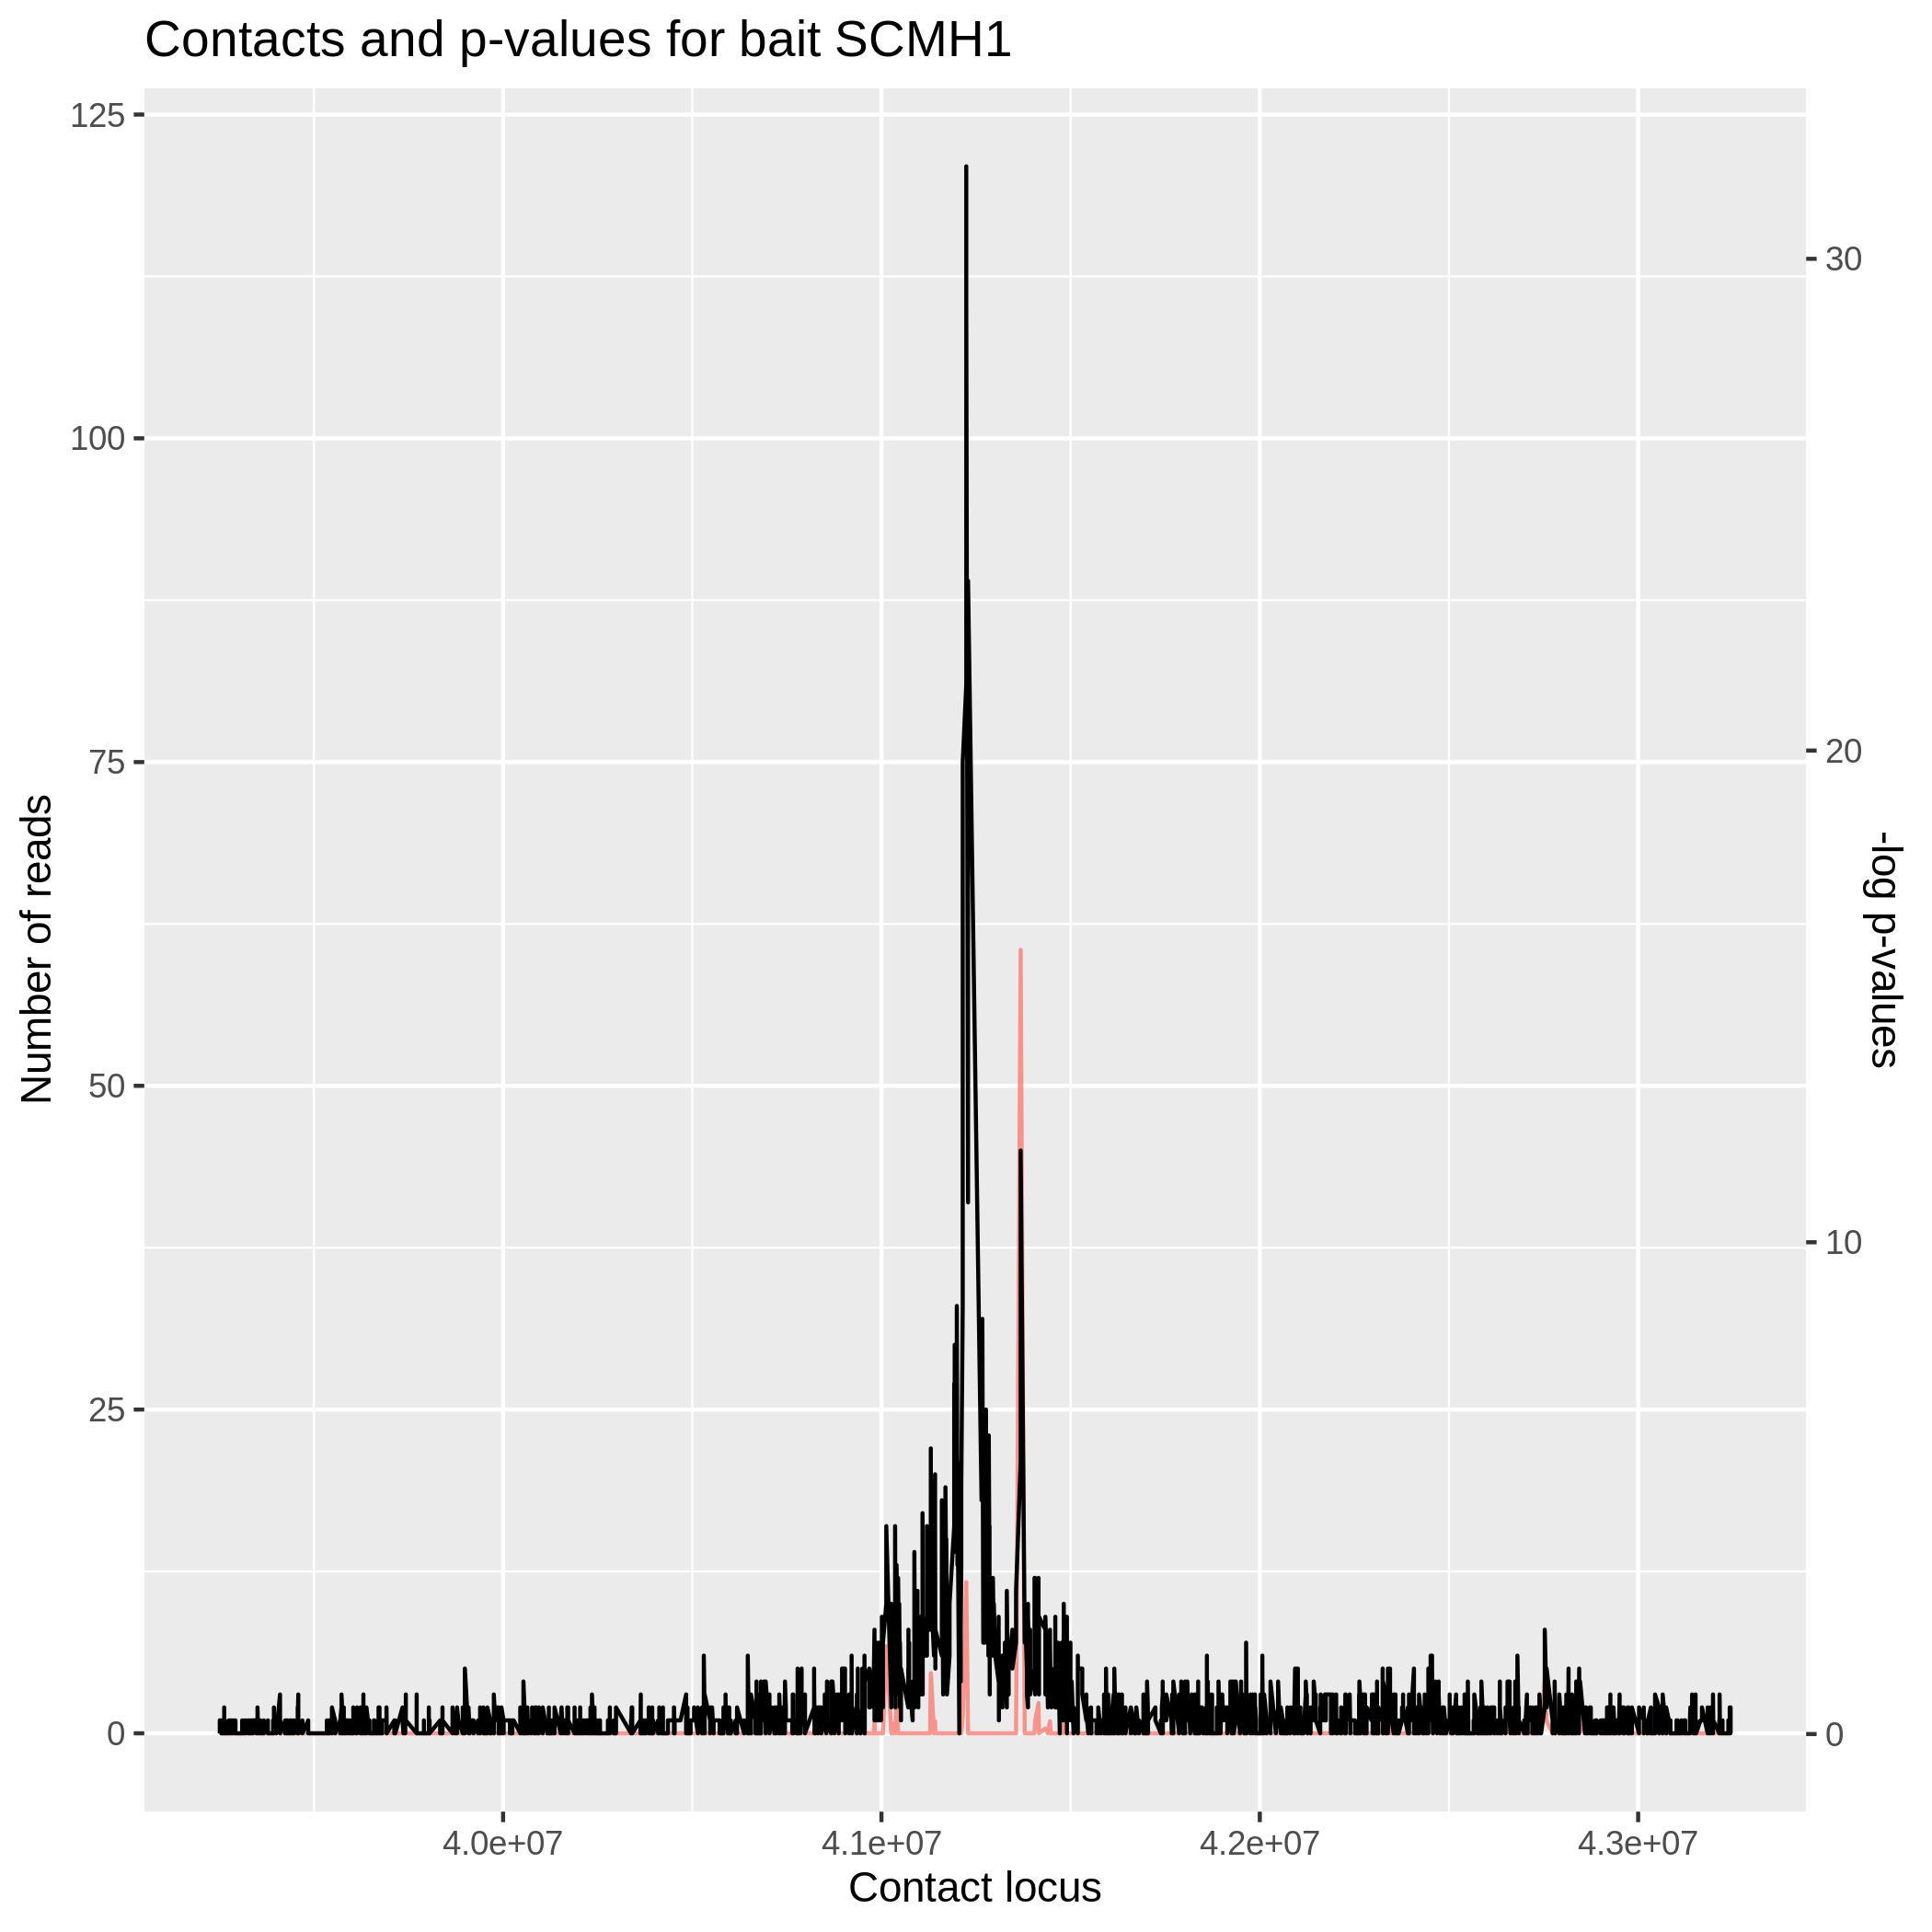 Contacts and p-values for bait SCMH1
125
100
75
50
25
0
Number of reads
30
20
10
0
-log p-values
4.0e+07
4.1e+07
4.2e+07
4.3e+07
Contact locus